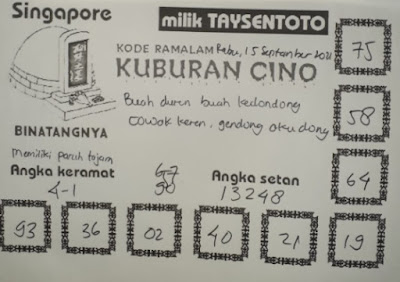 Singapore
milik TAYSENTOTO
KODE RAMALAM Rabu, 15 September 2021
KUBURAN CINO
Buah duren buah kedondong
cowok keren, gendong aku dong
BINATANGNYA
memiliki paruh tajam
Angka keramat
4-1
67
50
Angka setan
13248
75
58
64
93
36
02
40
21
19